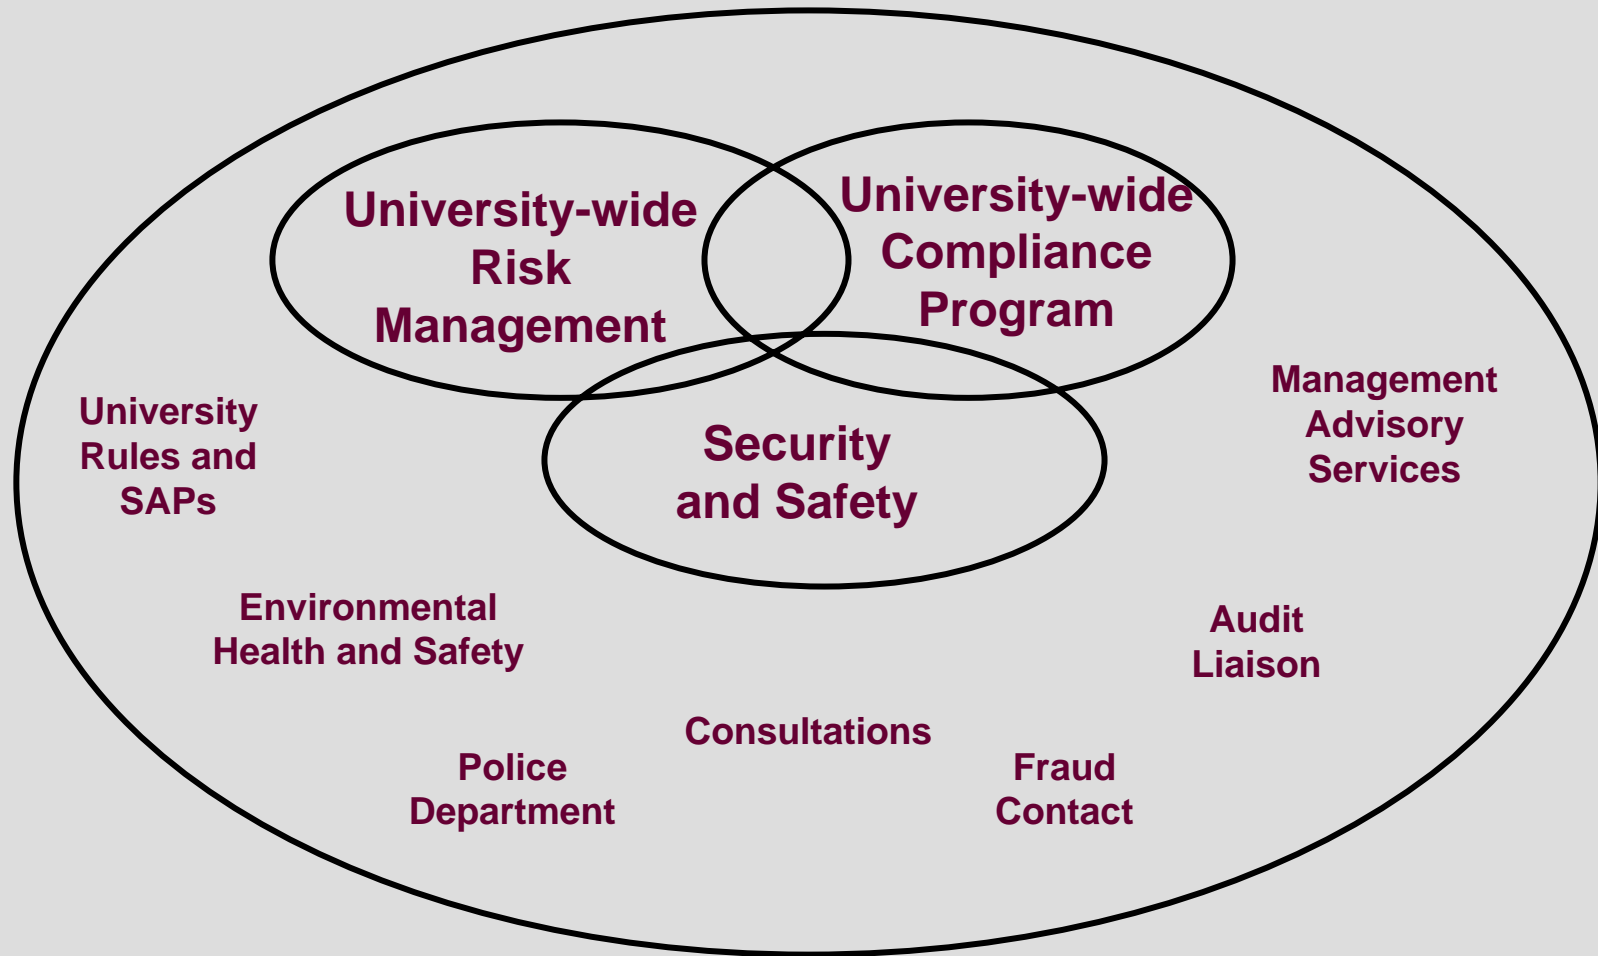 University-wide
Risk
Management
University-wide
Compliance
Program
Security
and Safety
University
Rules and
SAPs
Management
Advisory
Services
Environmental
Health and Safety
Audit
Liaison
Consultations
Police
Department
Fraud
Contact